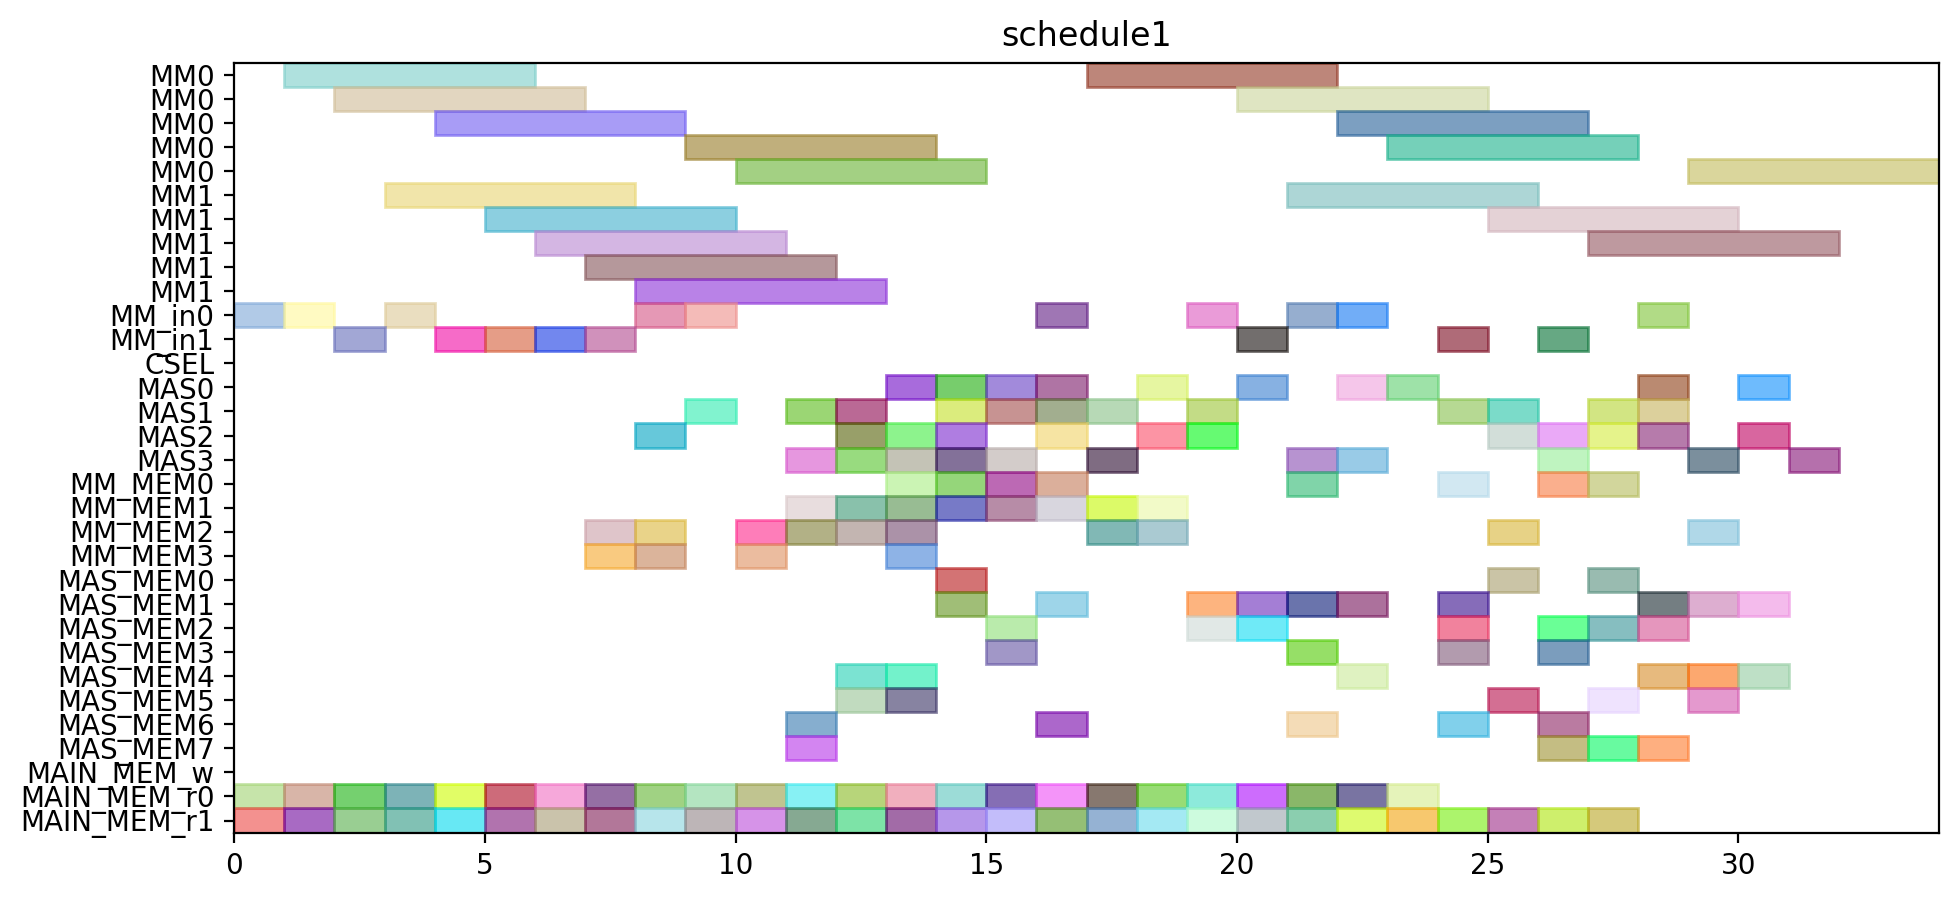 schedule1
MM0
MM0
MM0
MM0
MM0
MM1
MM1
MM1
MM1
MM1
MM_in0
MM_in1
CSEL
MAS0
MAS1
MAS2
MAS3
MM_MEM0
MM_MEM1
MM_MEM2
MM_MEM3
MAS_MEM0
MAS_MEM1
MAS_MEM2
MAS_MEM3
MAS_MEM4
MAS_MEM5
MAS_MEM6
MAS_MEM7
MAIN_MEM_w
MAIN_MEM_r0
MAIN_MEM_r1
0 5 10 15 20 25 30